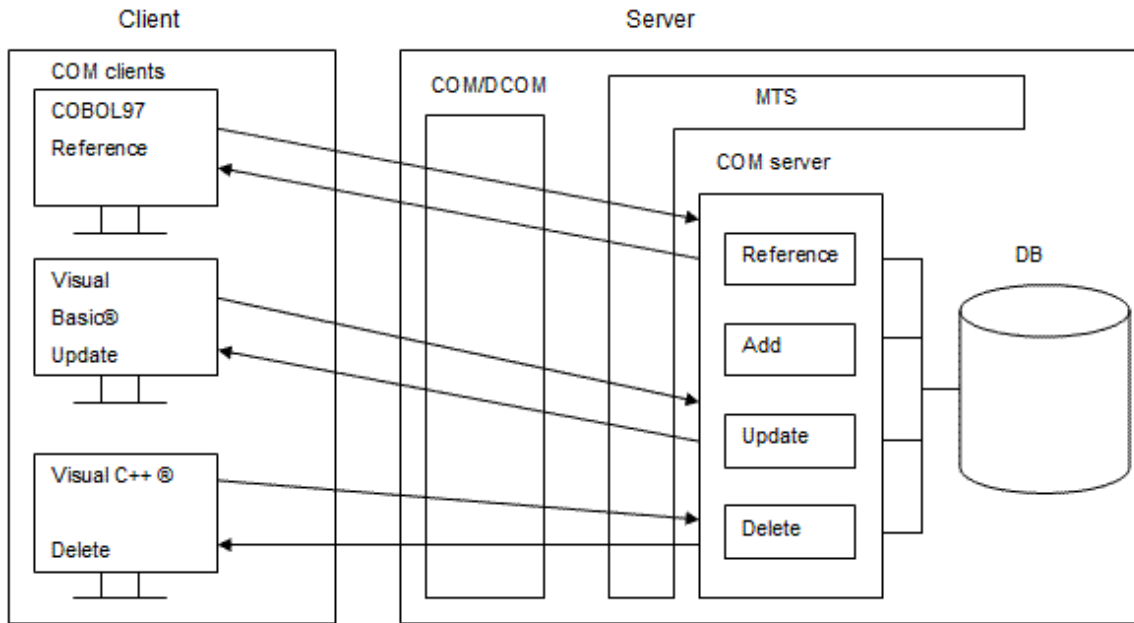 Client
Server
COM clients
COBOL97
Reference
Visual
Basic®
Update
Visual C++ ®
Delete
COM/DCOM
MTS
COM server
Reference
Add
Update
Delete
DB